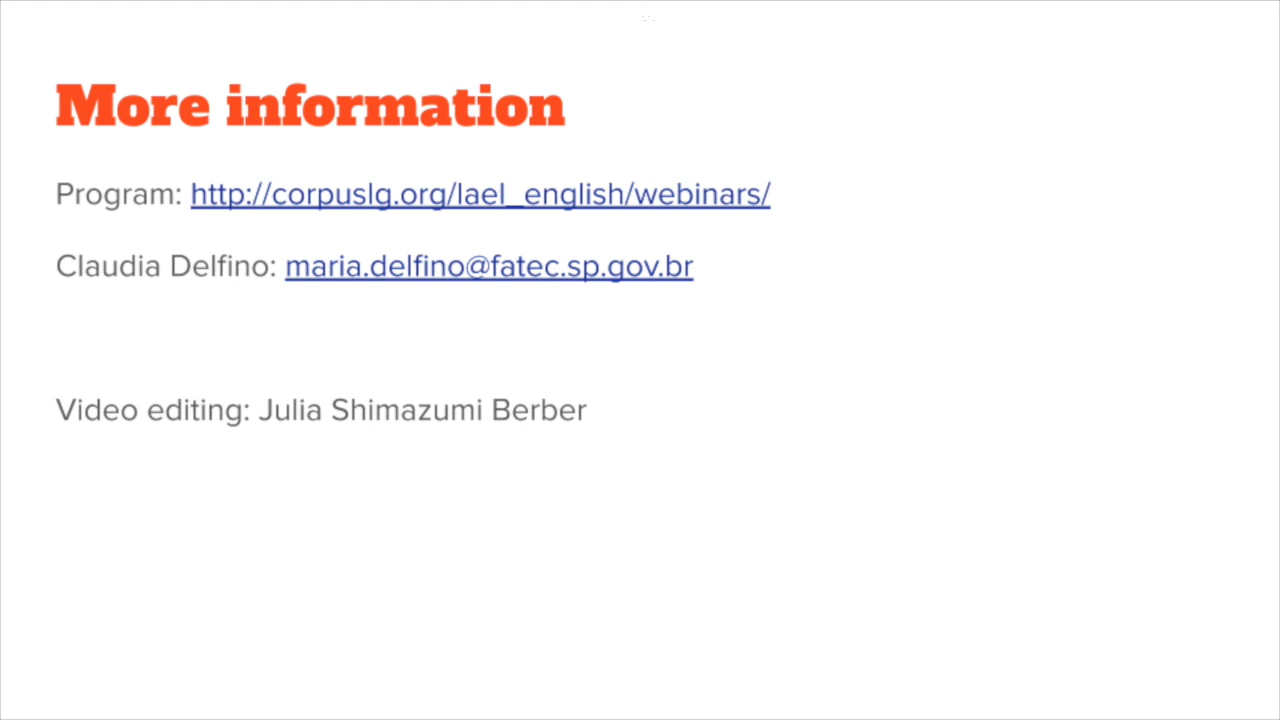 More information
Program: http://corpuslg.org/lael_english/webinars/
Claudia Delfino: maria.delfino@fatec.sp.gov.br
Video editing: Julia Shimazumi Berber